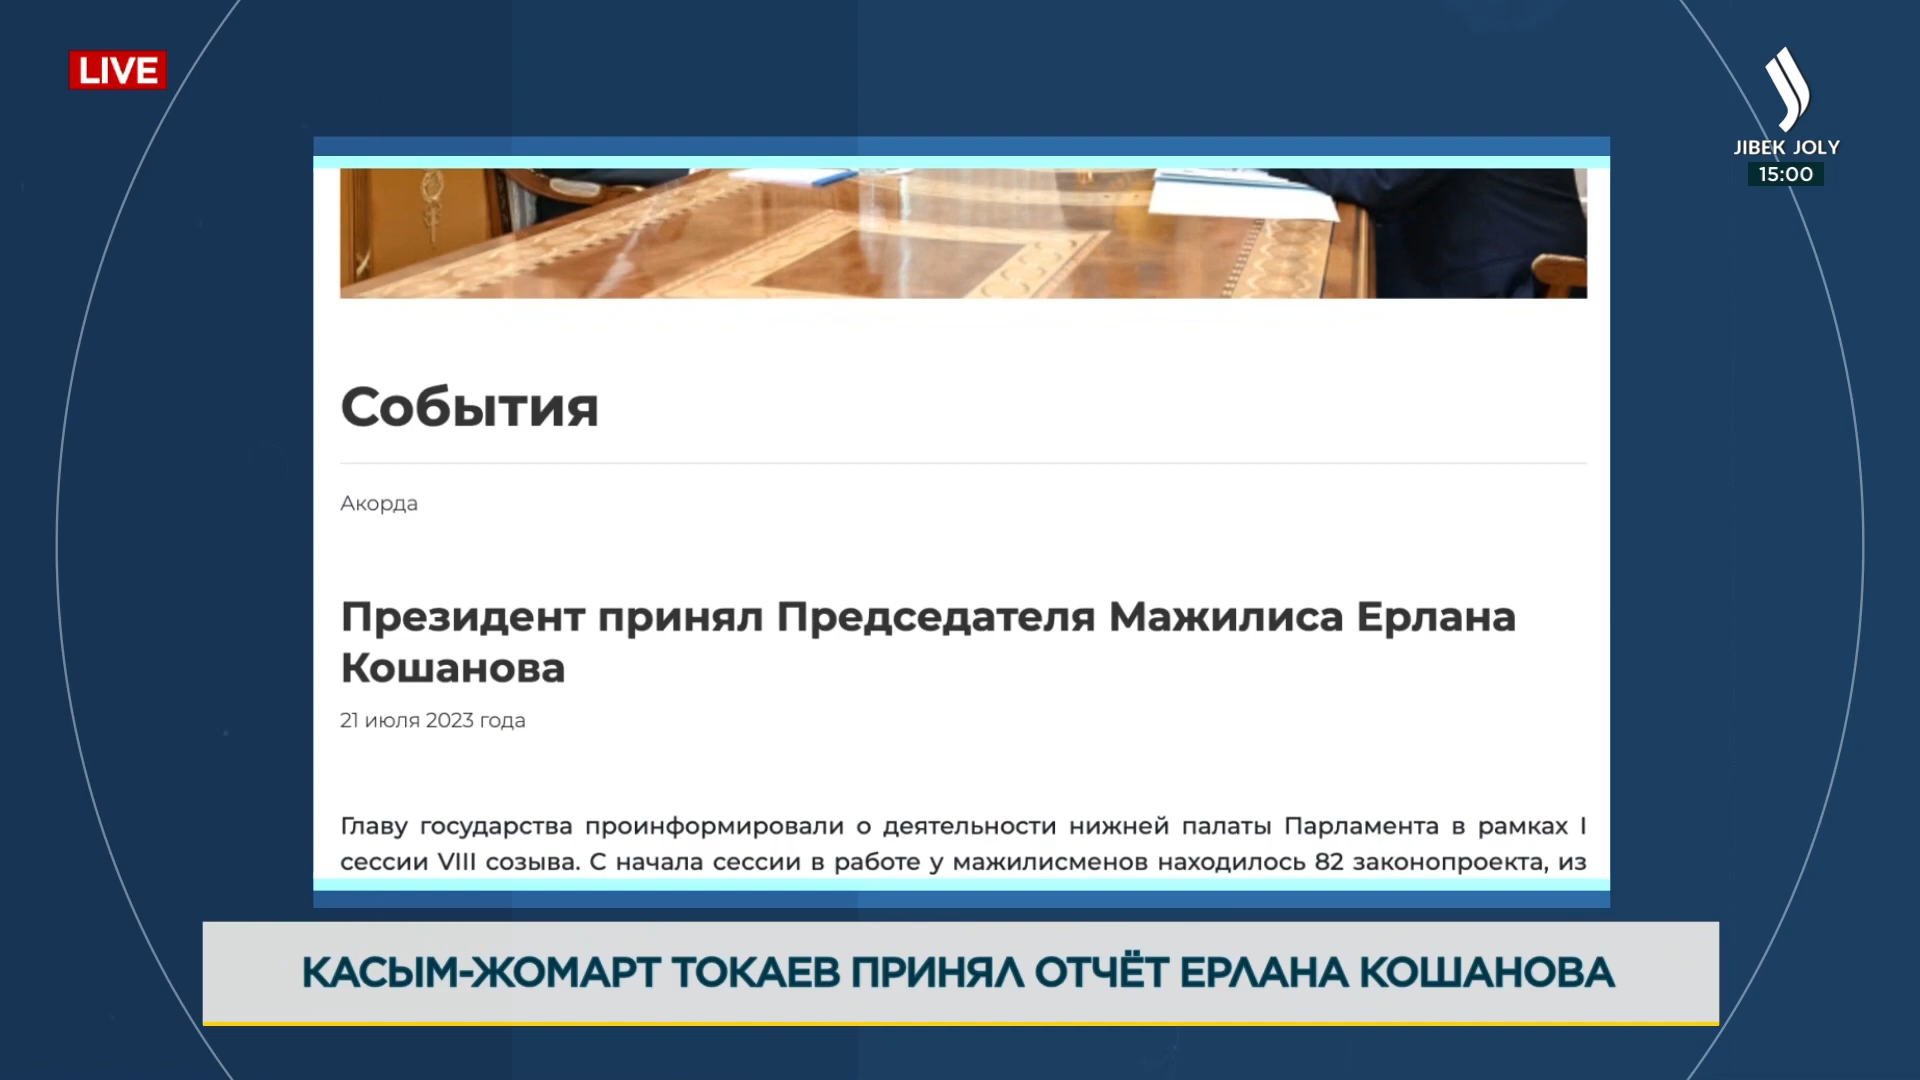 LIVE
JIBEK JOLY
15:00
События
Акорда
Президент принял Председателя Мажилиса Ерлана
Кошанова
21 июля 2023 года
Главу государства проинформировали о деятельности нижней палаты Парламента в рамках I
сессии VIII созыва. С начала сессии в работе у мажилисменов находилось 82 законопроекта, из
КАСЫМ-ЖОМАРТ ТОКАЕВ ПРИНЯЛ ОТЧЁТ ЕРЛАНА КОШАНОВА